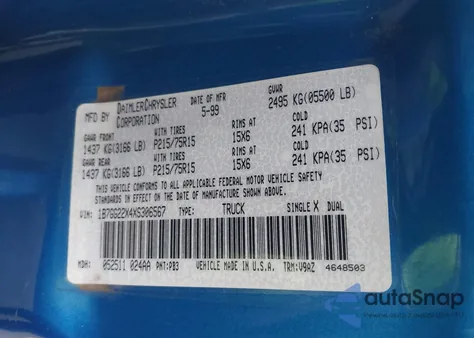 MFD BY DAIMLERCHRYSLER CORPORATION DATE OF MFR 5-99 GVWR 2495 KG(05500 LB)
GAWR FRONT WITH TIRES RIMS AT COLD
1437 KG(3166 LB) P215/75R15 15X6 241 KPA(35 PSI)
GAWR REAR WITH TIRES RIMS AT COLD
1437 KG(3166 LB) P215/75R15 15X6 241 KPA(35 PSI)
THIS VEHICLE CONFORMS TO ALL APPLICABLE FEDERAL MOTOR VEHICLE SAFETY
STANDARDS IN EFFECT ON THE DATE OF MANUFACTURE SHOWN ABOVE.
VIN: 1B7GG22X4XS306567 TYPE: TRUCK SINGLE X DUAL
MDH: 052511 024AA PNT:PB3 VEHICLE MADE IN U.S.A. TRM:V9AZ 4648503
autoSnap